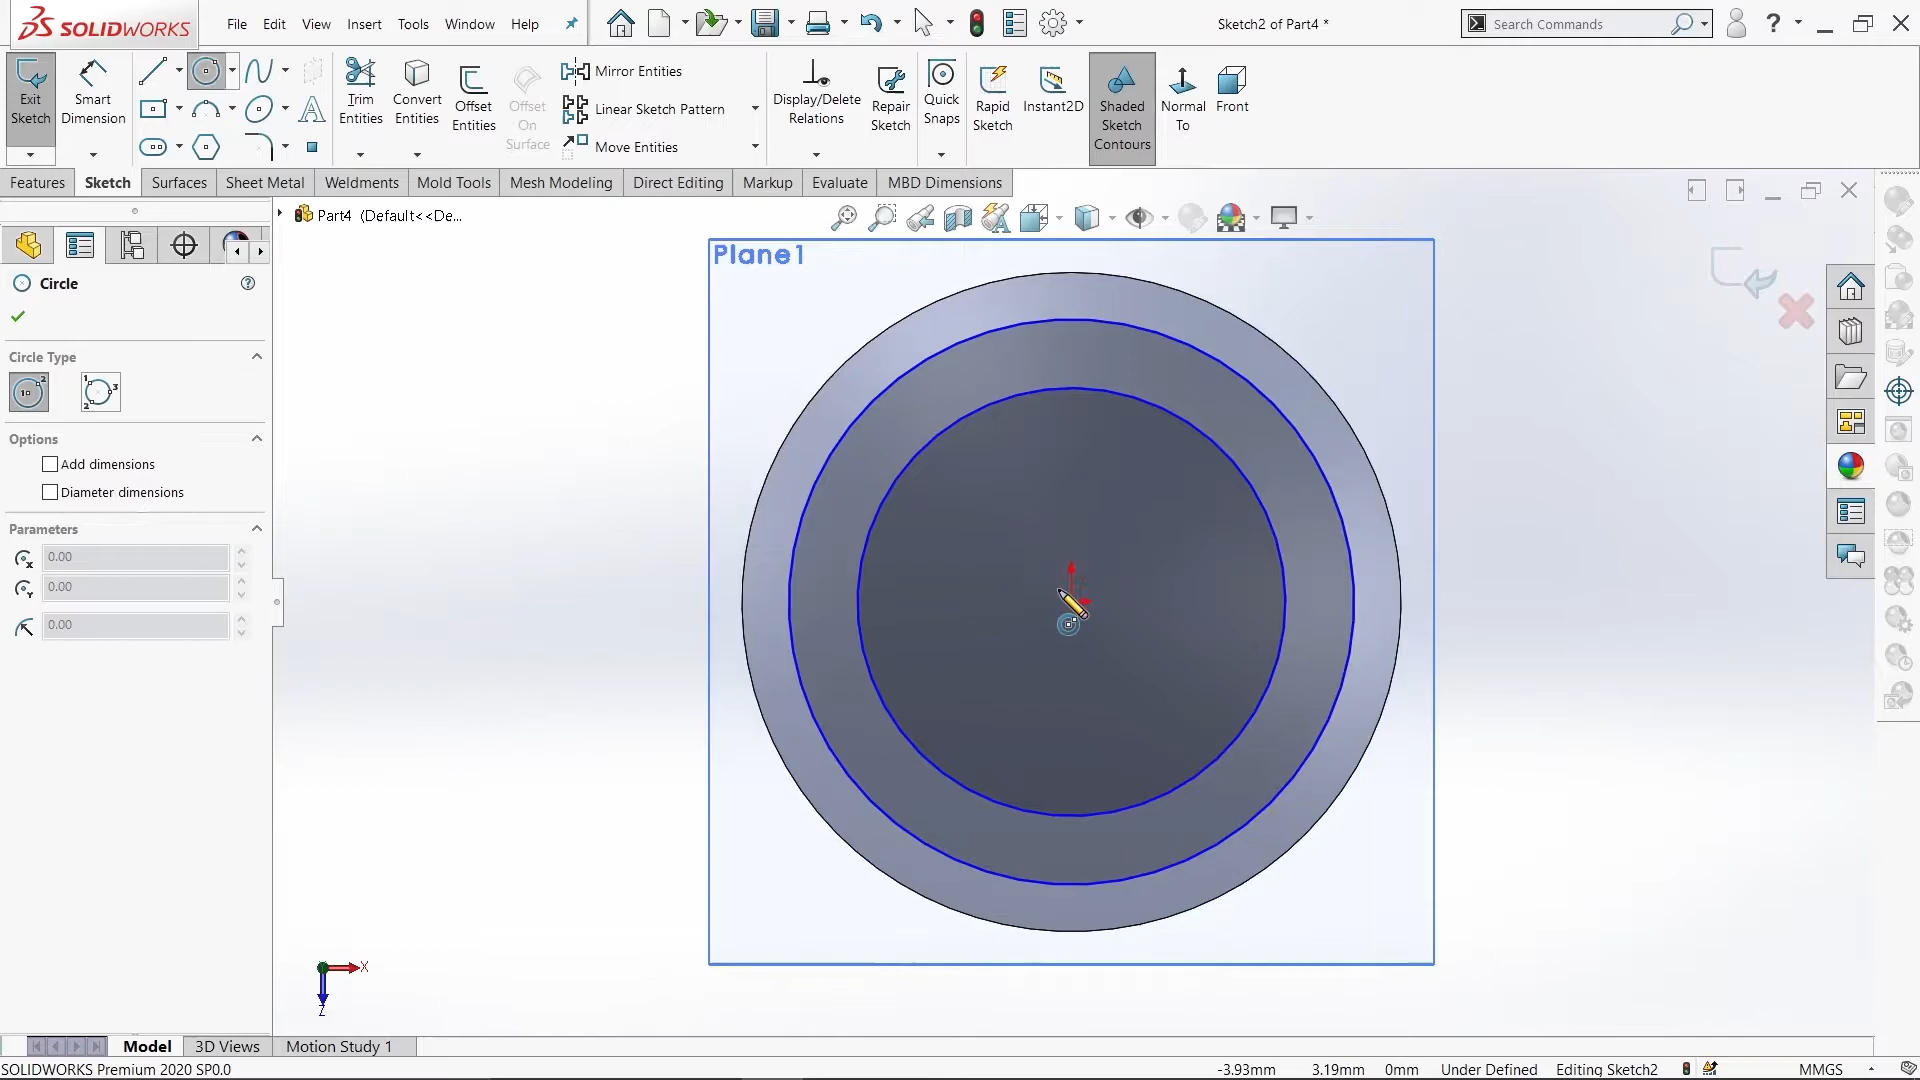 SOLIDWORKS
File Edit View Insert Tools Window Help
Sketch2 of Part4 *
Search Commands
Exit Sketch
Smart Dimension
Trim Entities
Convert Entities
Offset Entities
Offset On Surface
Mirror Entities
Linear Sketch Pattern
Move Entities
Display/Delete Relations
Repair Sketch
Quick Snaps
Rapid Sketch
Instant2D
Shaded Sketch Contours
Normal To
Front
Features Sketch Surfaces Sheet Metal Weldments Mold Tools Mesh Modeling Direct Editing Markup Evaluate MBD Dimensions
Part4 (Default<<De...
Plane1
Circle
Circle Type
Options
Add dimensions
Diameter dimensions
Parameters
0.00
0.00
0.00
X
Z
Model 3D Views Motion Study 1
SOLIDWORKS Premium 2020 SP0.0
-3.93mm 3.19mm 0mm Under Defined Editing Sketch2 MMGS